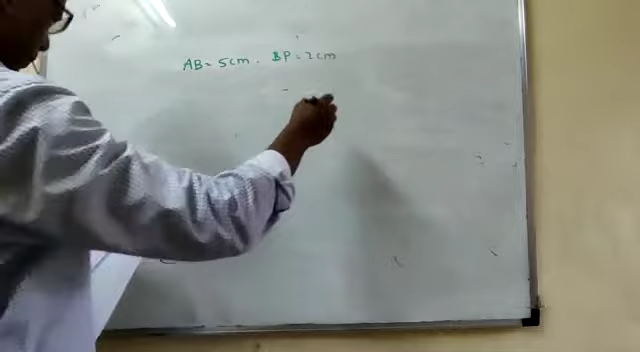 AB = 5cm . BP = 2cm